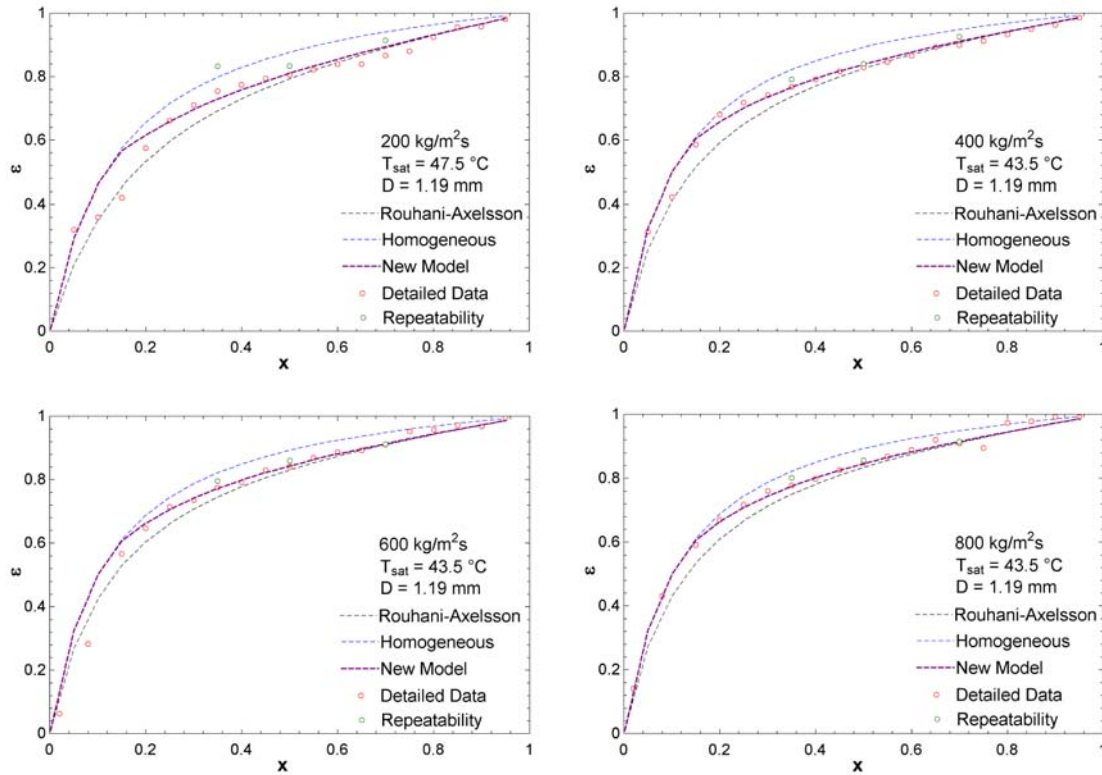 1
0.8
0.6
0.4
0.2
0
ε
200 kg/m²s
T_sat = 47.5 °C
D = 1.19 mm
Rouhani-Axelsson
Homogeneous
New Model
Detailed Data
Repeatability
0 0.2 0.4 0.6 0.8 1
x
1
0.8
0.6
0.4
0.2
0
ε
400 kg/m²s
T_sat = 43.5 °C
D = 1.19 mm
Rouhani-Axelsson
Homogeneous
New Model
Detailed Data
Repeatability
0 0.2 0.4 0.6 0.8 1
x
1
0.8
0.6
0.4
0.2
0
ε
600 kg/m²s
T_sat = 43.5 °C
D = 1.19 mm
Rouhani-Axelsson
Homogeneous
New Model
Detailed Data
Repeatability
0 0.2 0.4 0.6 0.8 1
x
1
0.8
0.6
0.4
0.2
0
ε
800 kg/m²s
T_sat = 43.5 °C
D = 1.19 mm
Rouhani-Axelsson
Homogeneous
New Model
Detailed Data
Repeatability
0 0.2 0.4 0.6 0.8 1
x